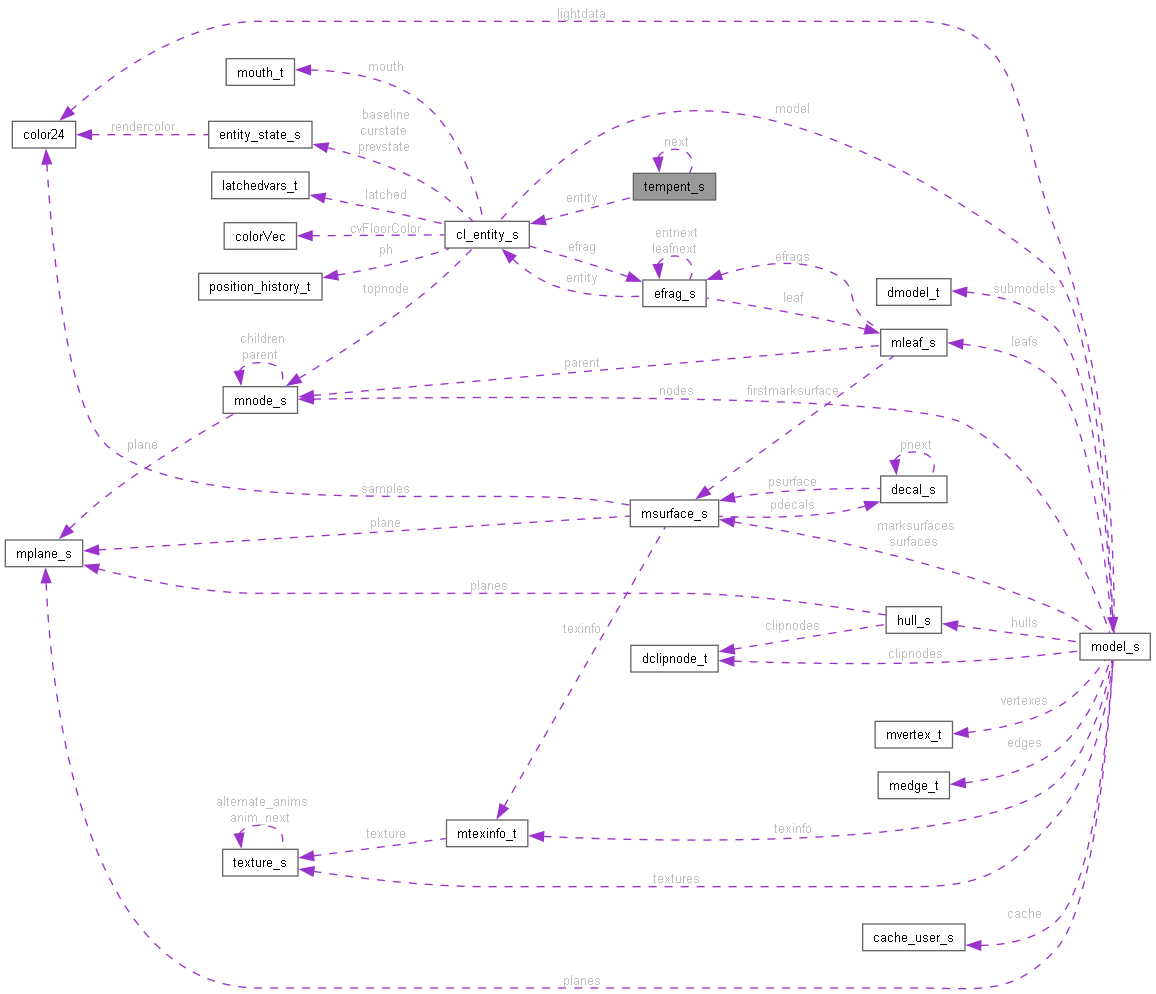 lightdata
mouth_t
mouth
baseline
curstate
prevstate
model
color24
rendercolor
entity_state_s
next
latchedvars_t
latched
entity
tempent_s
colorVec
cvFloorColor
cl_entity_s
entnext
leafnext
efrag
ph
efrags
position_history_t
topnode
entity
efrag_s
leaf
dmodel_t
submodels
children
parent
mleaf_s
leafs
parent
mnode_s
nodes
firstmarksurface
plane
pnext
samples
psurface
decal_s
pdecals
msurface_s
plane
marksurfaces
surfaces
mplane_s
planes
hull_s
hulls
texinfo
clipnodes
dclipnode_t
clipnodes
model_s
vertexes
mvertex_t
edges
medge_t
alternate_anims
anim_next
texture
mtexinfo_t
texinfo
texture_s
textures
cache
cache_user_s
planes